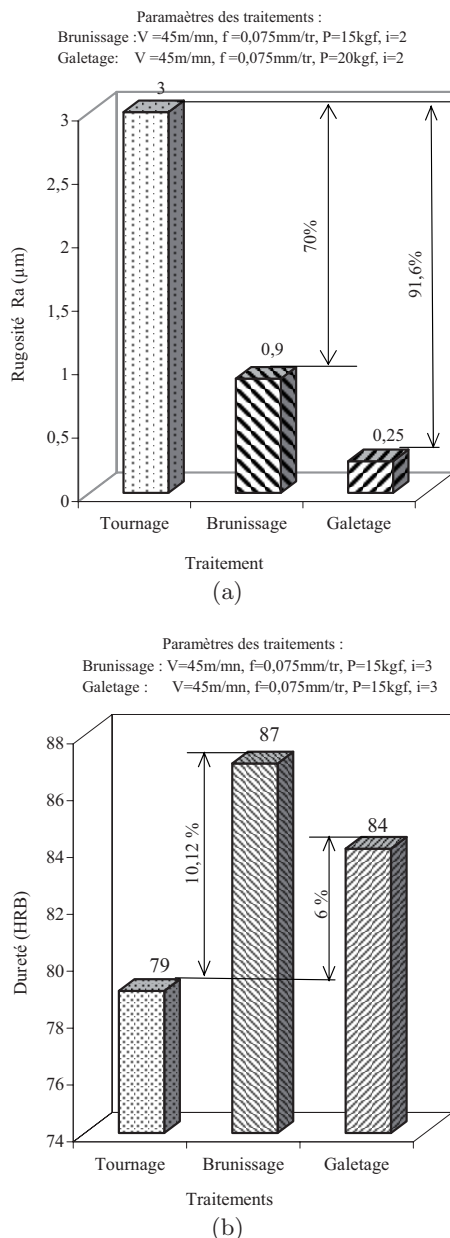 Paramaètres des traitements :
Brunissage :V =45m/mn, f =0,075mm/tr, P=15kgf, i=2
Galetage: V =45m/mn, f =0,075mm/tr, P=20kgf, i=2
3
3
2,5
2
1,5
1
0,5
0
Rugosité Ra (µm)
70%
91,6%
0,9
0,25
Tournage Brunissage Galetage
Traitement
(a)
Paramètres des traitements :
Brunissage : V=45m/mn, f=0,075mm/tr, P=15kgf, i=3
Galetage : V=45m/mn, f=0,075mm/tr, P=15kgf, i=3
88
86
84
82
80
78
76
74
Dureté (HRB)
87
84
79
10,12 %
6 %
Tournage Brunissage Galetage
Traitements
(b)